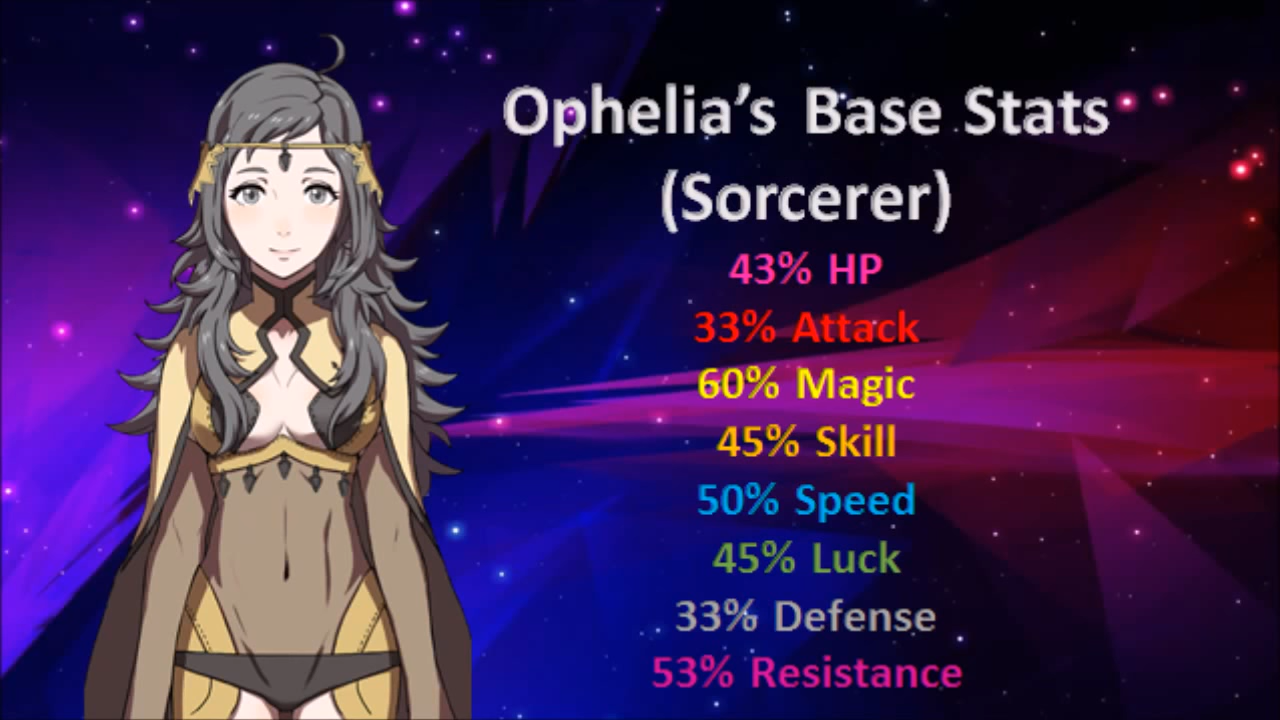 Ophelia’s Base Stats
(Sorcerer)
43% HP
33% Attack
60% Magic
45% Skill
50% Speed
45% Luck
33% Defense
53% Resistance